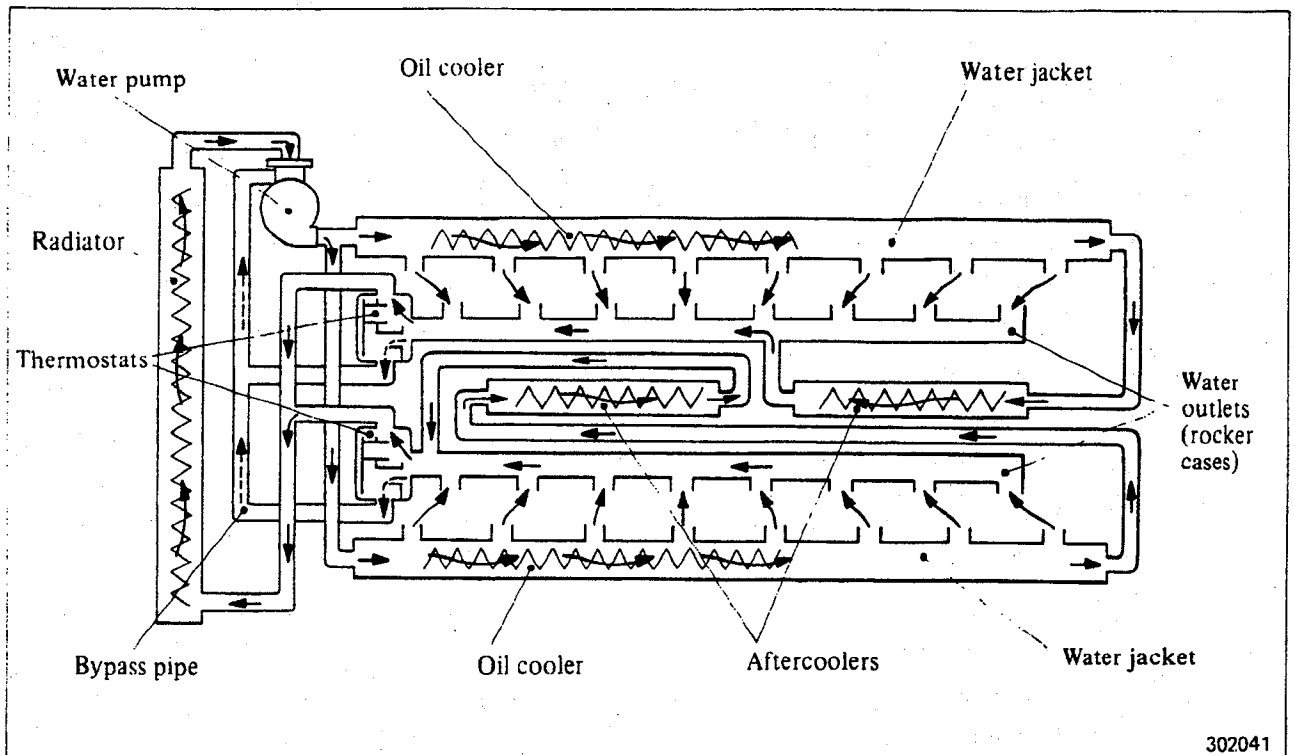 Oil cooler
Water jacket
Water pump
Radiator
Thermostats
Water
outlets
(rocker
cases)
Bypass pipe
Oil cooler
Aftercoolers
Water jacket
302041